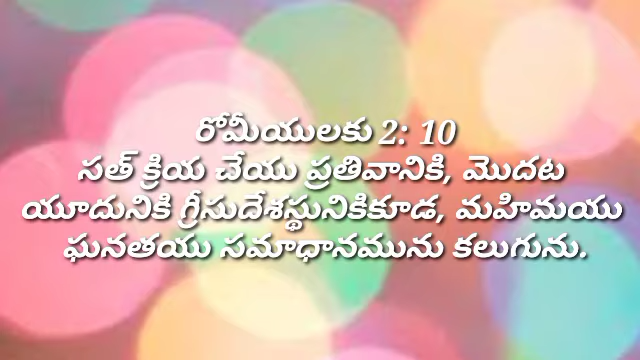 రోమీయులకు 2: 10
సత్ క్రియ చేయు ప్రతివానికి, మొదట
యూదునికి గ్రీసుదేశస్థునికికూడ, మహిమయు
ఘనతయు సమాధానమును కలుగును.